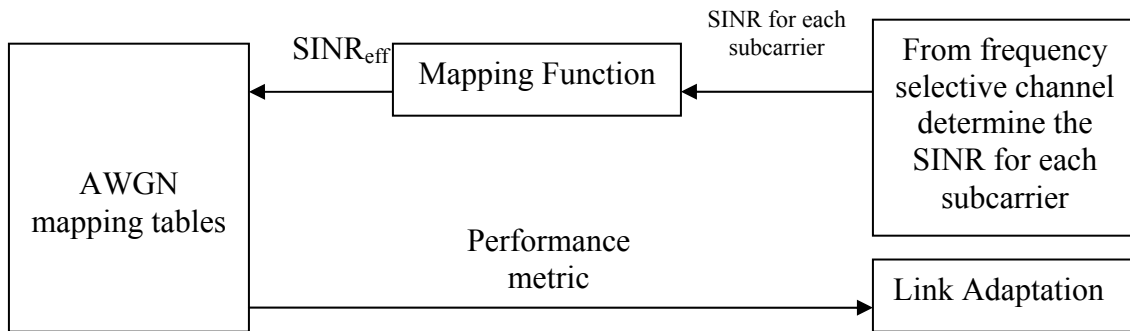 SINR for each
subcarrier
SINReff
Mapping Function
From frequency
selective channel
determine the
SINR for each
subcarrier
AWGN
mapping tables
Performance
metric
Link Adaptation